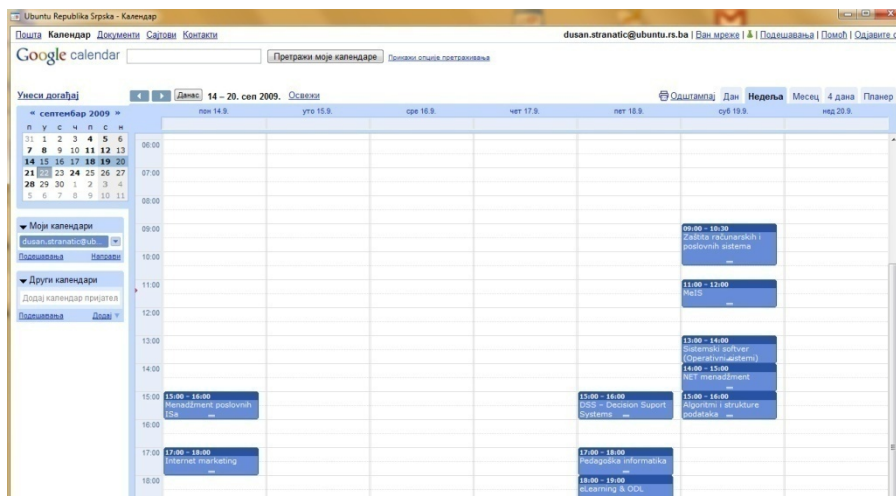 Ubuntu Republika Srpska - Календар
Пошта Календар Документи Сајтови Контакти
dusan.stranatic@ubuntu.rs.ba | Ван мреже | Подешавања | Помоћ | Одјавите с
Google calendar
Претражи моје календаре
Прикажи опције претраживања
Унеси догађај
Данас 14 – 20. сеп 2009. Освежи
Одштампај Дан Недеља Месец 4 дана Планер
« септембар 2009 »
п у с ч п с н
31 1 2 3 4 5 6
7 8 9 10 11 12 13
14 15 16 17 18 19 20
21 22 23 24 25 26 27
28 29 30 1 2 3 4
5 6 7 8 9 10 11
Моји календари
dusan.stranatic@ub...
Подешавања Направи
Други календари
Додај календар пријатељ
Подешавања Додај
пон 14.9. уто 15.9. сре 16.9. чет 17.9. пет 18.9. суб 19.9. нед 20.9.
06:00
07:00
08:00
09:00
10:00
11:00
12:00
13:00
14:00
15:00
16:00
17:00
18:00
15:00 – 16:00
Menadžment poslovnih
ISa
17:00 – 18:00
Internet marketing
15:00 – 16:00
DSS – Decision Suport
Systems
17:00 – 18:00
Pedagoška informatika
18:00 – 19:00
eLearning & ODL
09:00 – 10:30
Zaštita računarskih i
poslovnih sistema
11:00 – 12:00
MeIS
13:00 – 14:00
Sistemski softver
(Operativni sistemi)
14:00 – 15:00
NET menadžment
15:00 – 16:00
Algoritmi i strukture
podataka